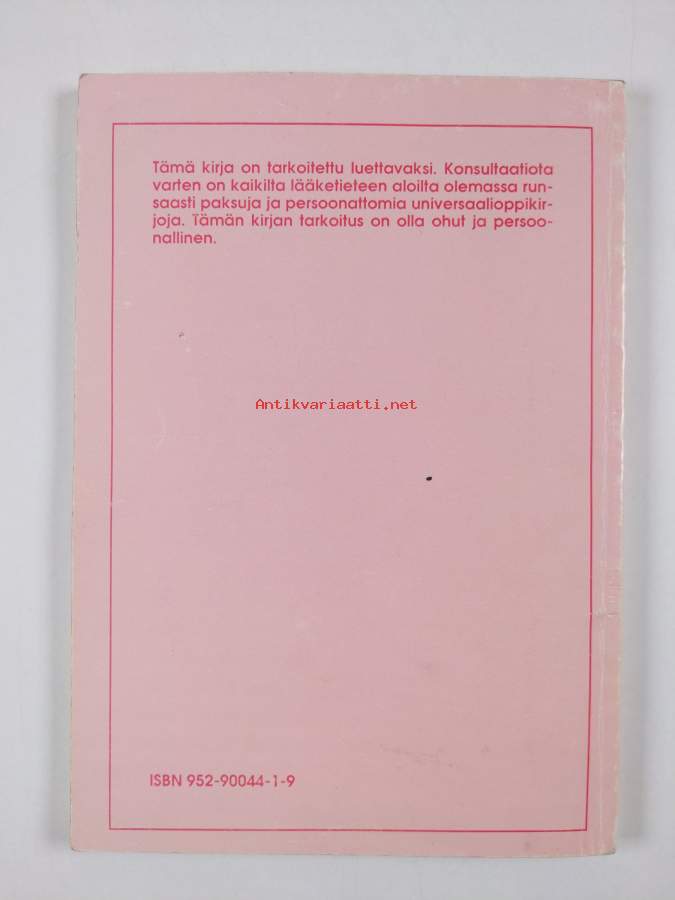 Tämä kirja on tarkoitettu luettavaksi. Konsultaatiota
varten on kaikilta lääketieteen aloilta olemassa run-
saasti paksuja ja persoonattomia universaalioppikir-
joja. Tämän kirjan tarkoitus on olla ohut ja persoo-
nallinen.
Antikvariaatti.net
ISBN 952-90044-1-9